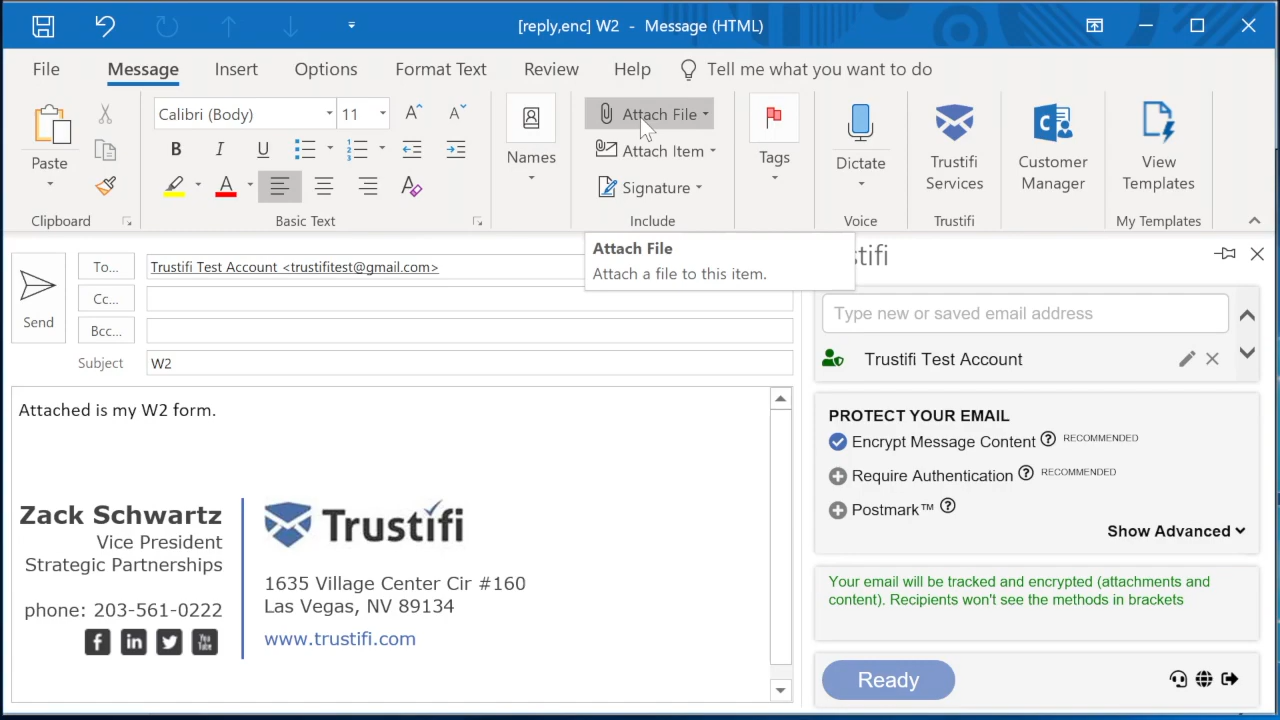 [reply,enc] W2 - Message (HTML)
File Message Insert Options Format Text Review Help Tell me what you want to do
Paste
Clipboard
Calibri (Body) 11
B I U
A
Basic Text
Names
Attach File
Attach Item
Signature
Include
Tags
Dictate
Voice
Trustifi
Services
Trustifi
Customer
Manager
View
Templates
My Templates
Attach File
Attach a file to this item.
Send
To... Trustifi Test Account <trustifitest@gmail.com>
Cc...
Bcc...
Subject W2
Attached is my W2 form.
Zack Schwartz
Vice President
Strategic Partnerships
phone: 203-561-0222
f in You Tube
Trustifi
1635 Village Center Cir #160
Las Vegas, NV 89134
www.trustifi.com
stifi
Type new or saved email address
Trustifi Test Account
PROTECT YOUR EMAIL
Encrypt Message Content ? RECOMMENDED
Require Authentication ? RECOMMENDED
Postmark™ ?
Show Advanced
Your email will be tracked and encrypted (attachments and
content). Recipients won't see the methods in brackets
Ready